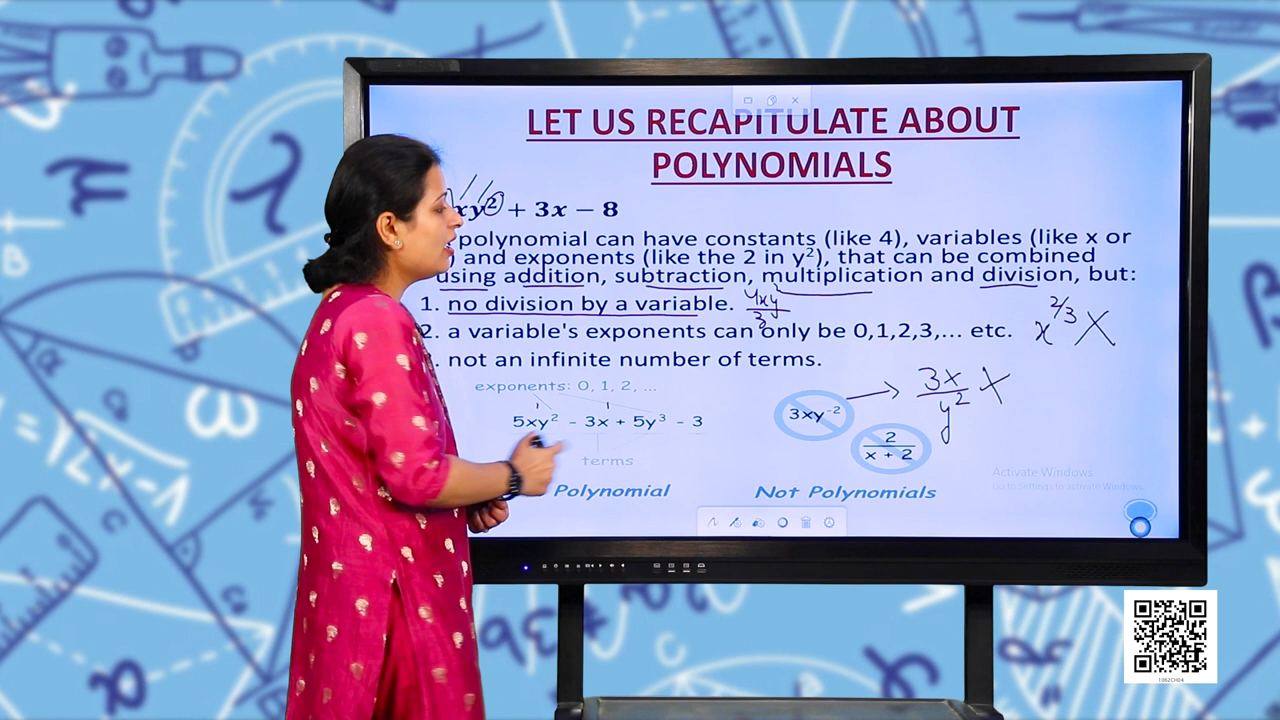 LET US RECAPITULATE ABOUT
POLYNOMIALS
xy² + 3x − 8
polynomial can have constants (like 4), variables (like x or
) and exponents (like the 2 in y²), that can be combined
using addition, subtraction, multiplication and division, but:
1. no division by a variable.
2. a variable's exponents can only be 0,1,2,3,... etc.
x^2/3 X
. not an infinite number of terms.
exponents: 0, 1, 2, ...
5xy² - 3x + 5y³ - 3
terms
Polynomial
3xy⁻² → 3x/y² X
2/x + 2
Not Polynomials
Activate Windows
Go to Settings to activate Windows.
1062CH04